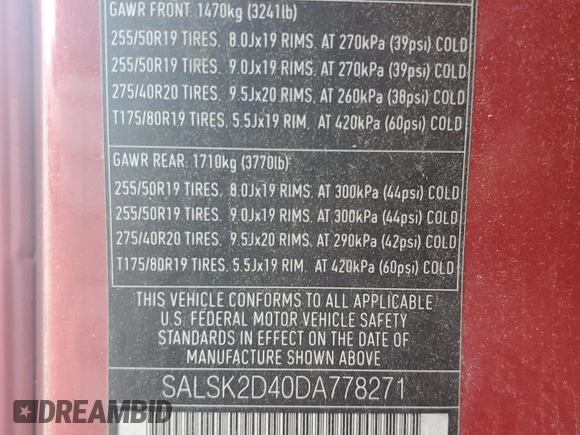 GAWR FRONT: 1470kg (3241lb)
255/50R19 TIRES. 8.0Jx19 RIMS. AT 270kPa (39psi) COLD
255/50R19 TIRES. 9.0Jx19 RIMS. AT 270kPa (39psi) COLD
275/40R20 TIRES. 9.5Jx20 RIMS. AT 260kPa (38psi) COLD
T175/80R19 TIRES. 5.5Jx19 RIM. AT 420kPa (60psi) COLD
GAWR REAR. 1710kg (3770lb)
255/50R19 TIRES. 8.0Jx19 RIMS. AT 300kPa (44psi) COLD
255/50R19 TIRES. 9.0Jx19 RIMS. AT 300kPa (44psi) COLD
275/40R20 TIRES. 9.5Jx20 RIMS. AT 290kPa (42psi) COLD
T175/80R19 TIRES. 5.5Jx19 RIM. AT 420kPa (60psi) COLD
THIS VEHICLE CONFORMS TO ALL APPLICABLE
U.S. FEDERAL MOTOR VEHICLE SAFETY
STANDARDS IN EFFECT ON THE DATE OF
MANUFACTURE SHOWN ABOVE
SALSK2D40DA778271
DREAMBID